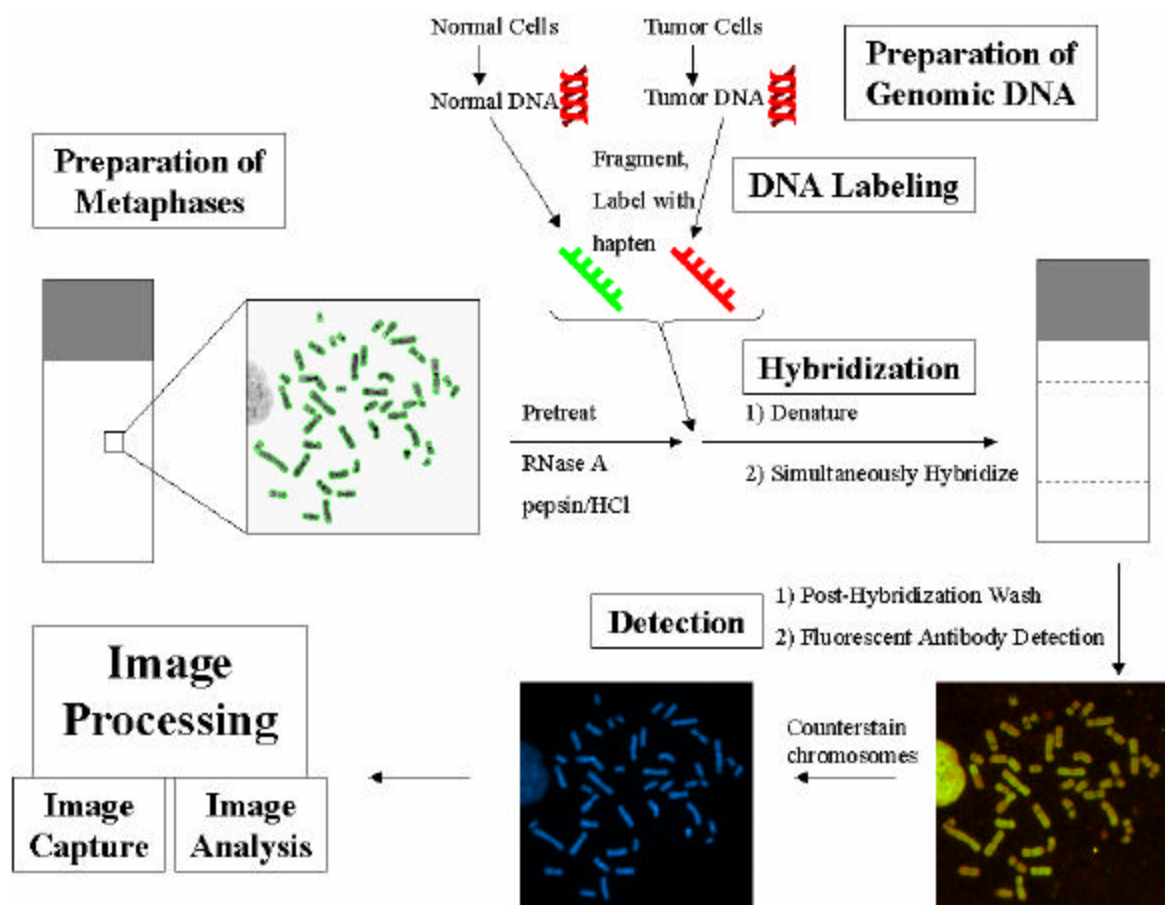 Normal Cells
Tumor Cells
Normal DNA
Tumor DNA
Preparation of
Genomic DNA
Preparation of
Metaphases
Fragment,
Label with
hapten
DNA Labeling
Hybridization
Pretreat
RNase A
pepsin/HCl
1) Denature
2) Simultaneously Hybridize
Detection
1) Post-Hybridization Wash
2) Fluorescent Antibody Detection
Counterstain
chromosomes
Image
Processing
Image
Capture
Image
Analysis